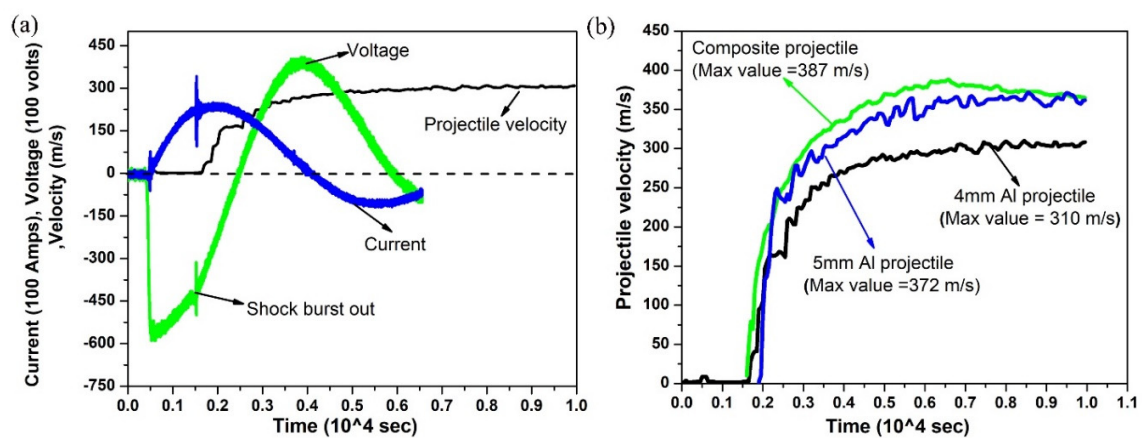 (a)
450
300
150
0
-150
-300
-450
-600
-750
Current (100 Amps), Voltage (100 volts)
,Velocity (m/s)
Voltage
Projectile velocity
Current
Shock burst out
0.0 0.1 0.2 0.3 0.4 0.5 0.6 0.7 0.8 0.9 1.0
Time (10^4 sec)
(b)
450
400
350
300
250
200
150
100
50
0
Projectile velocity (m/s)
Composite projectile
(Max value =387 m/s)
4mm Al projectile
(Max value = 310 m/s)
5mm Al projectile
(Max value =372 m/s)
0.0 0.1 0.2 0.3 0.4 0.5 0.6 0.7 0.8 0.9 1.0 1.1
Time (10^4 sec)